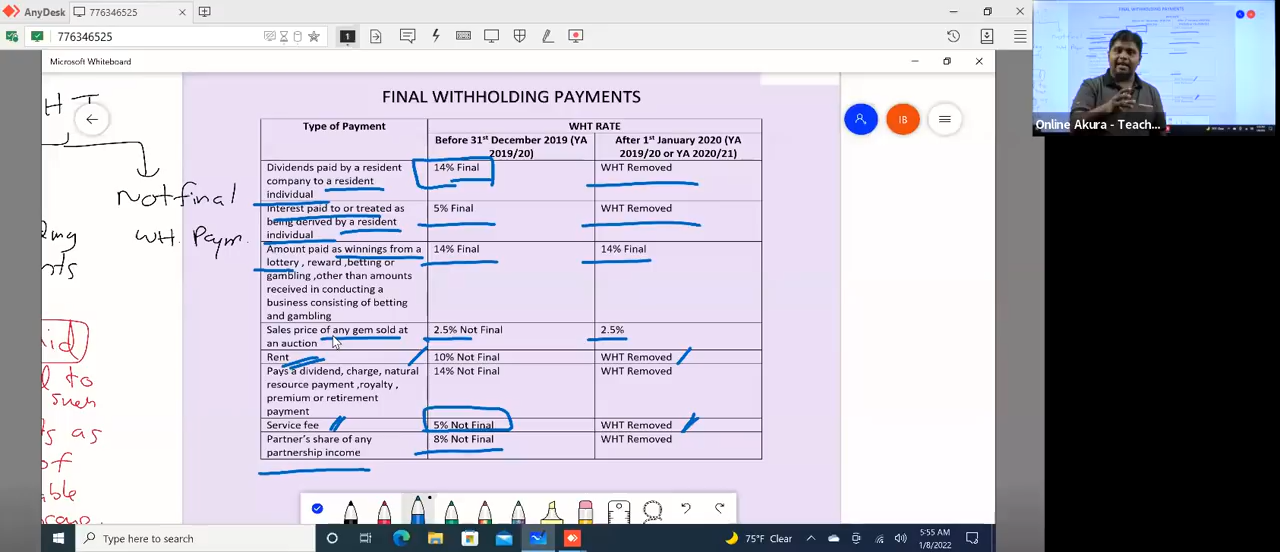 AnyDesk
776346525
776346525
1
Microsoft Whiteboard
FINAL WITHHOLDING PAYMENTS
Type of Payment
WHT RATE
Before 31st December 2019 (YA
2019/20)
After 1st January 2020 (YA
2019/20 or YA 2020/21)
Dividends paid by a resident
company to a resident
individual
14% Final
WHT Removed
Interest paid to or treated as
being derived by a resident
individual
5% Final
WHT Removed
Amount paid as winnings from a
lottery , reward ,betting or
gambling ,other than amounts
received in conducting a
business consisting of betting
and gambling
14% Final
14% Final
Sales price of any gem sold at
an auction
2.5% Not Final
2.5%
Rent
10% Not Final
WHT Removed
Pays a dividend, charge, natural
resource payment ,royalty ,
premium or retirement
payment
14% Not Final
WHT Removed
Service fee
5% Not Final
WHT Removed
Partner's share of any
partnership income
8% Not Final
WHT Removed
HT
Not final
WH. Paym.
to
such
as
of
IB
Online Akura - Teach...
Type here to search
75°F Clear
5:55 AM
1/8/2022